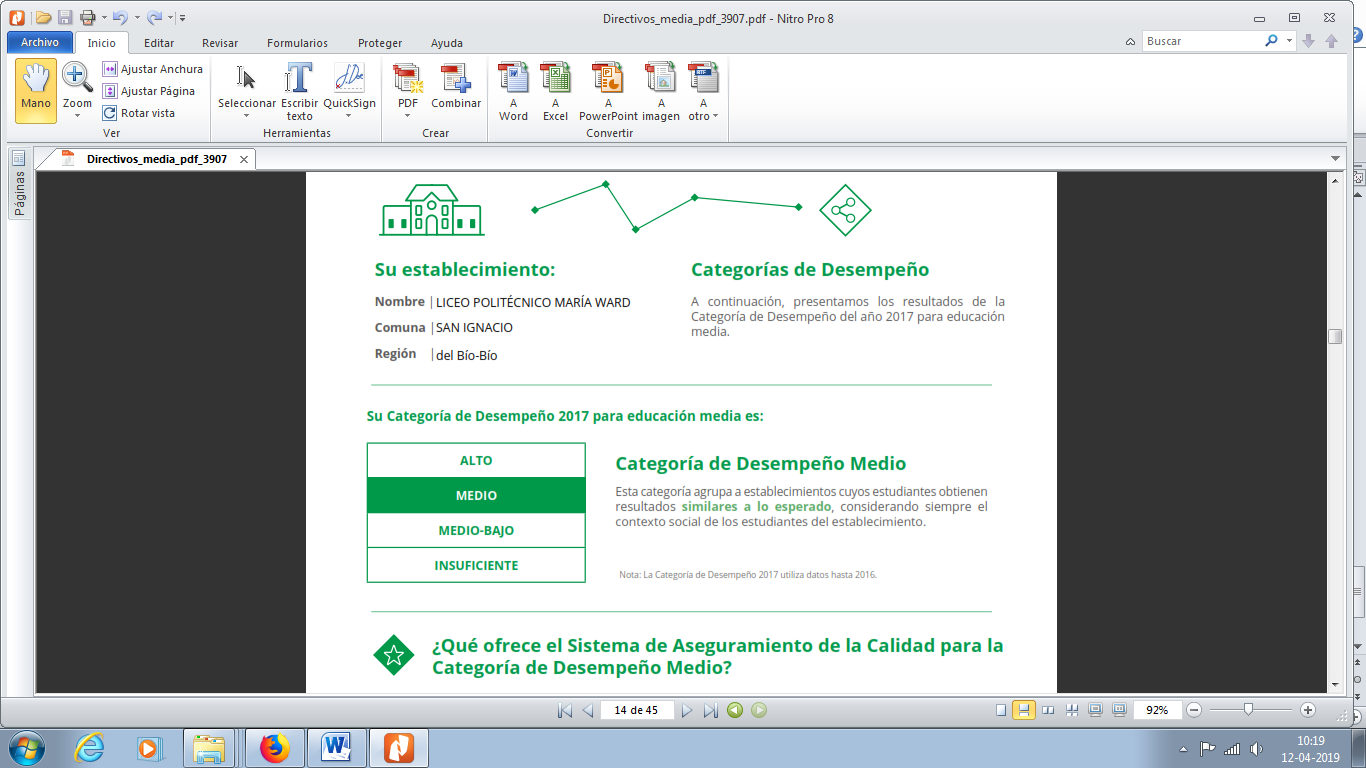 Directivos_media_pdf_3907.pdf - Nitro Pro 8
Archivo Inicio Editar Revisar Formularios Proteger Ayuda
Buscar
Mano
Zoom
Ajustar Anchura
Ajustar Página
Rotar vista
Ver
Seleccionar
Escribir texto
QuickSign
Herramientas
PDF
Combinar
Crear
A Word
A Excel
A PowerPoint
A imagen
A otro
Convertir
Directivos_media_pdf_3907
Páginas
Su establecimiento:
Nombre LICEO POLITÉCNICO MARÍA WARD
Comuna SAN IGNACIO
Región del Bío-Bío
Categorías de Desempeño
A continuación, presentamos los resultados de la
Categoría de Desempeño del año 2017 para educación
media.
Su Categoría de Desempeño 2017 para educación media es:
ALTO
MEDIO
MEDIO-BAJO
INSUFICIENTE
Categoría de Desempeño Medio
Esta categoría agrupa a establecimientos cuyos estudiantes obtienen
resultados similares a lo esperado, considerando siempre el
contexto social de los estudiantes del establecimiento.
Nota: La Categoría de Desempeño 2017 utiliza datos hasta 2016.
¿Qué ofrece el Sistema de Aseguramiento de la Calidad para la
Categoría de Desempeño Medio?
14 de 45
92%
10:19
12-04-2019